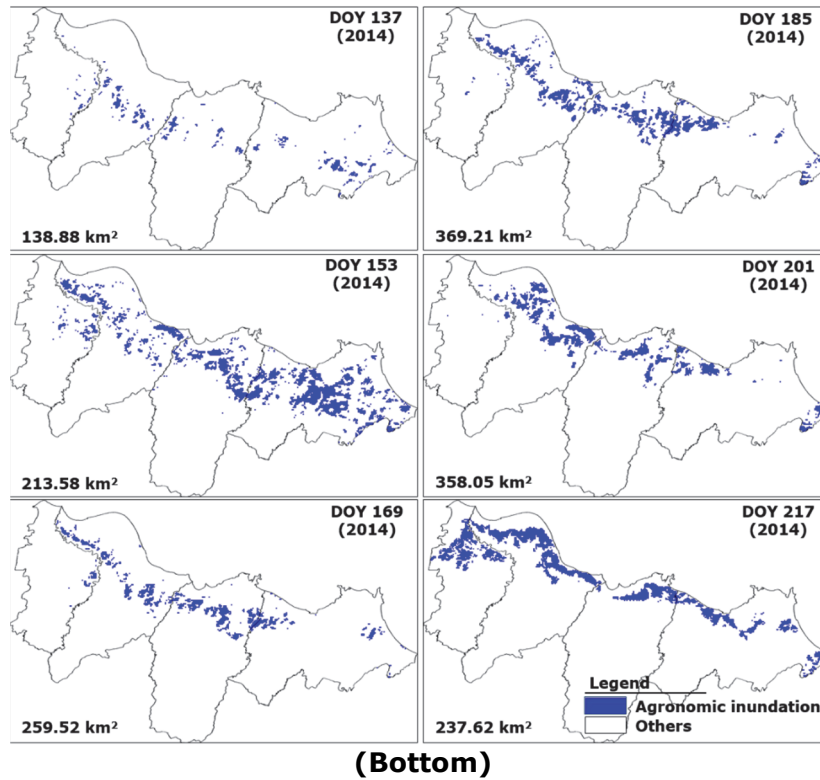 DOY 137
(2014)
138.88 km²
DOY 185
(2014)
369.21 km²
DOY 153
(2014)
213.58 km²
DOY 201
(2014)
358.05 km²
DOY 169
(2014)
259.52 km²
DOY 217
(2014)
Legend
Agronomic inundation
Others
237.62 km²
(Bottom)